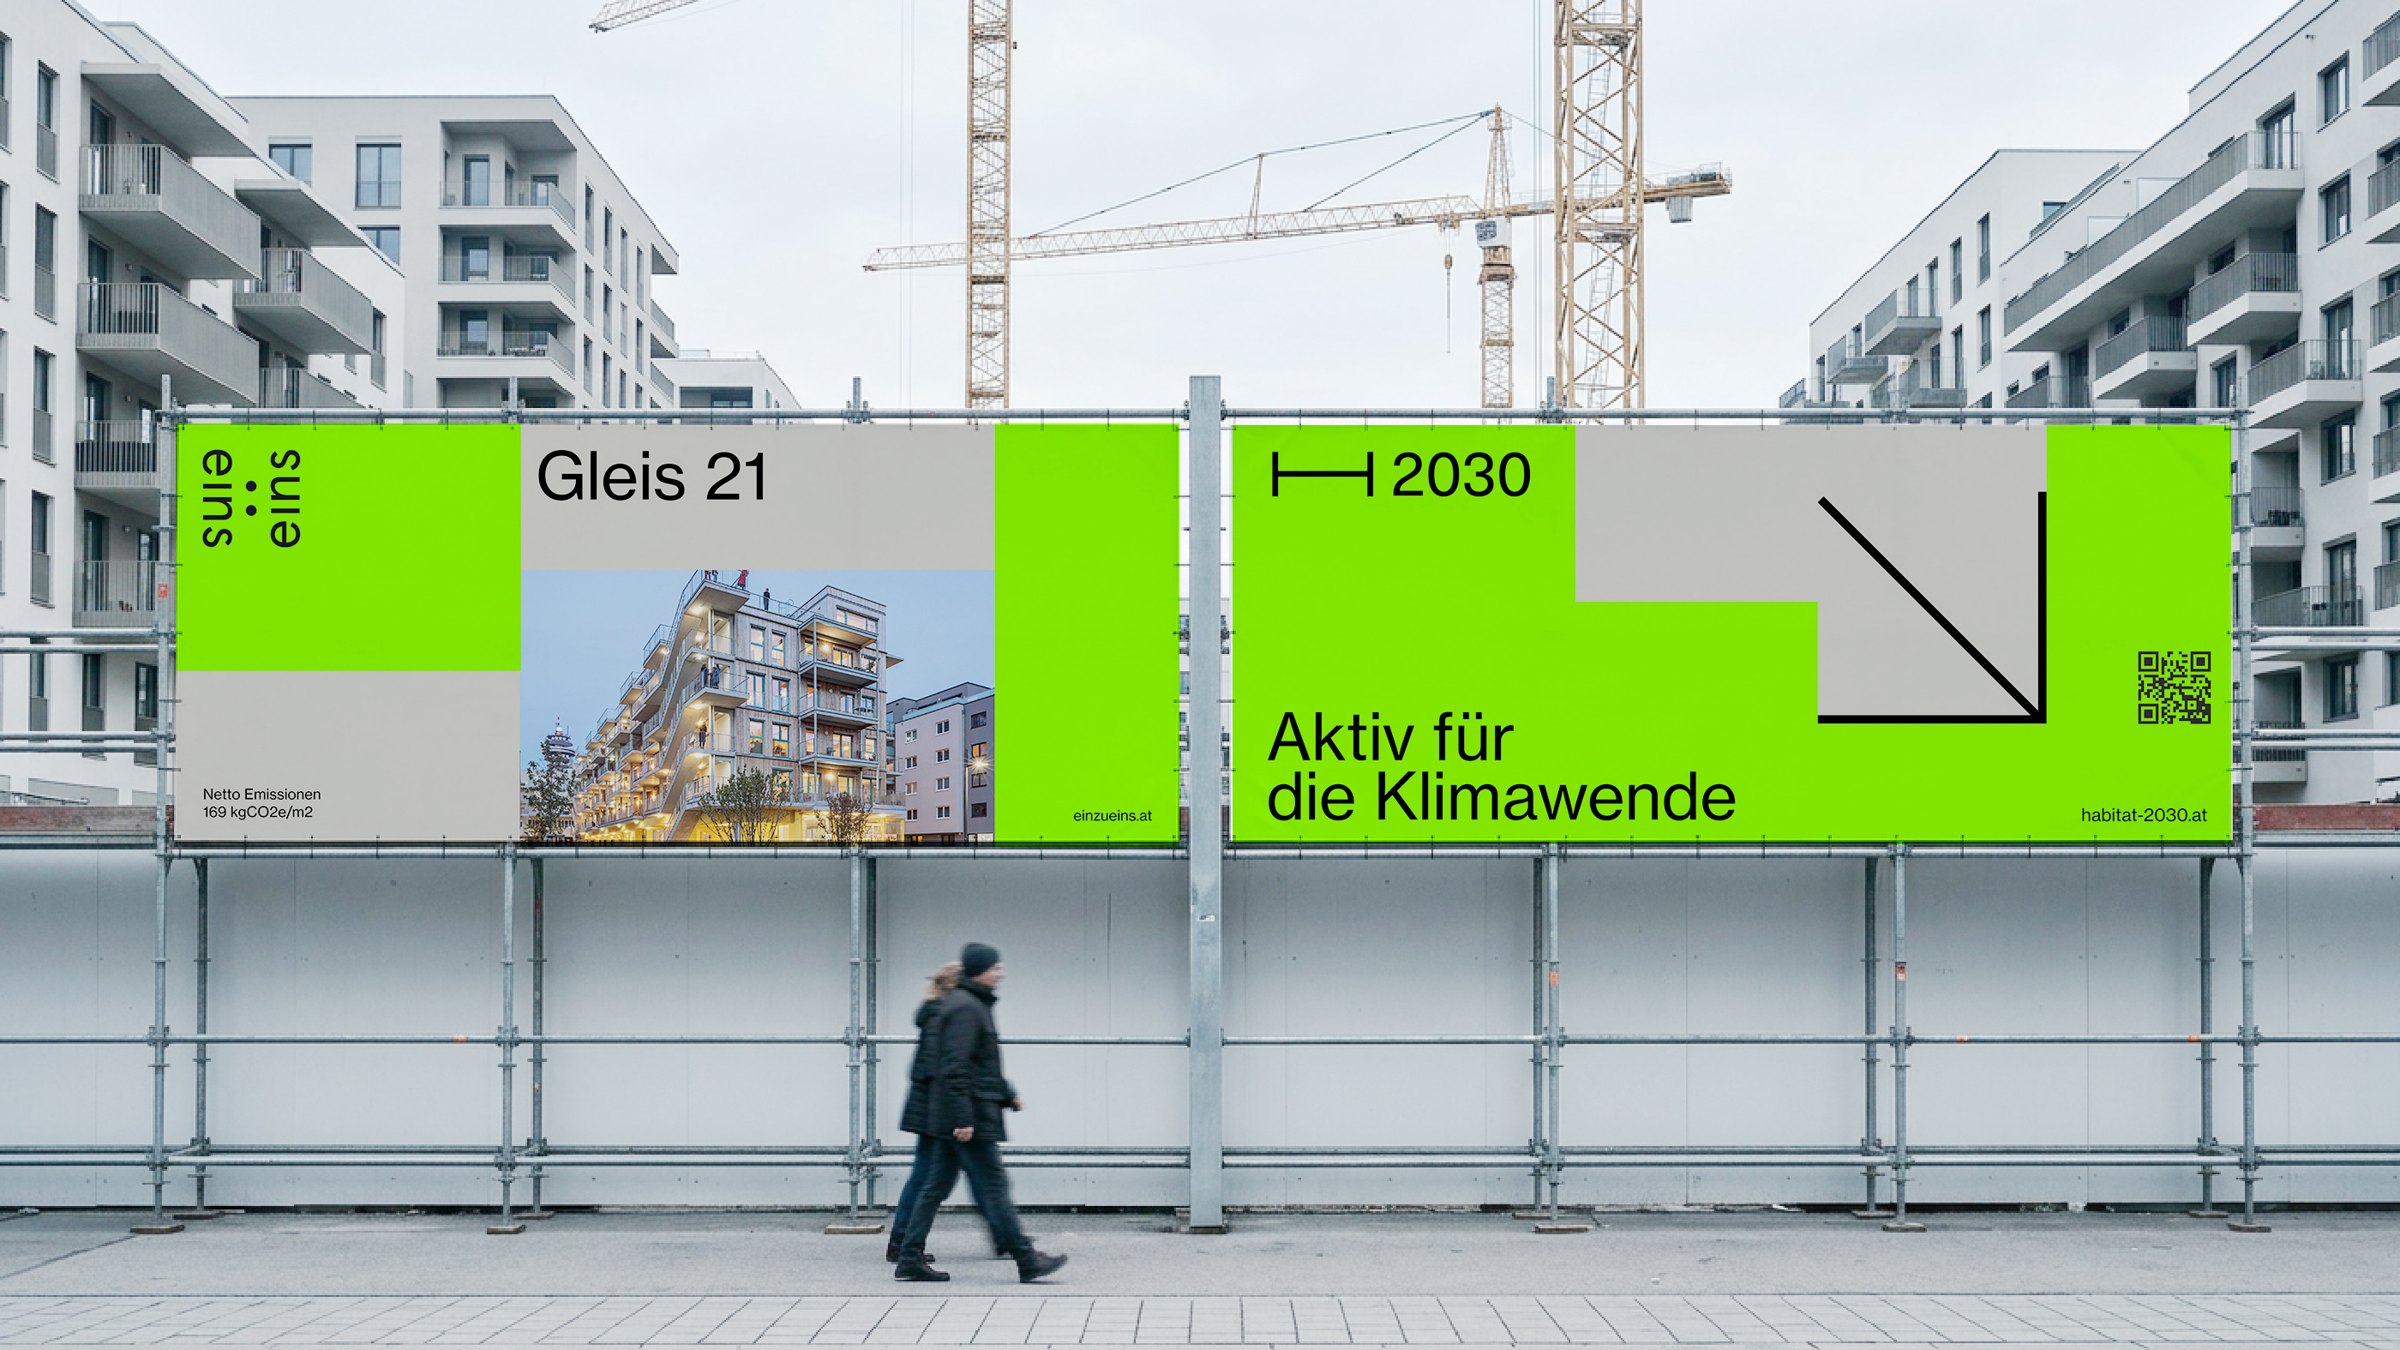 eins
:
eins
Gleis 21
Netto Emissionen
169 kgCO2e/m2
einzueins.at
H 2030
Aktiv für
die Klimawende
habitat-2030.at